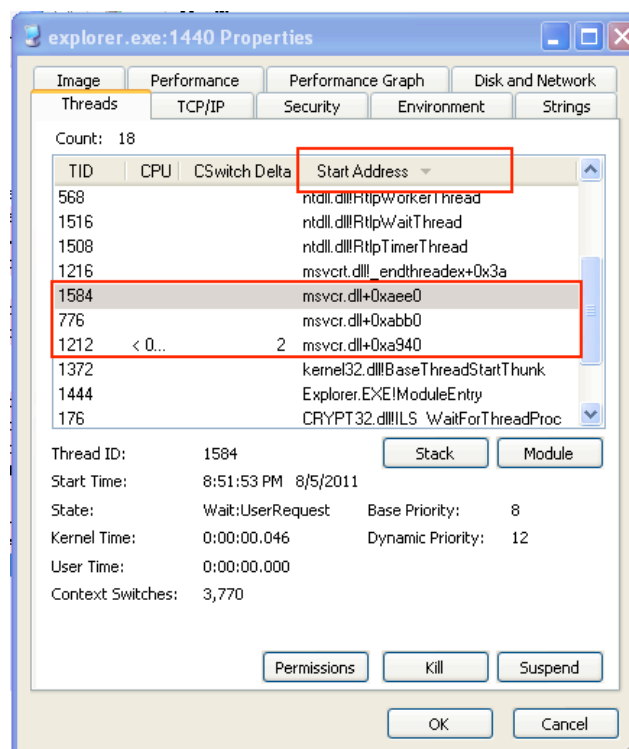 explorer.exe:1440 Properties
Image Performance Performance Graph Disk and Network
Threads TCP/IP Security Environment Strings
Count: 18
TID CPU CSwitch Delta Start Address
568 ntdll.dll!RtlpWorkerThread
1516 ntdll.dll!RtlpWaitThread
1508 ntdll.dll!RtlpTimerThread
1216 msvcrt.dll!_endthreadex+0x3a
1584 msvcr.dll+0xaee0
776 msvcr.dll+0xabb0
1212 < 0... 2 msvcr.dll+0xa940
1372 kernel32.dll!BaseThreadStartThunk
1444 Explorer.EXE!ModuleEntry
176 CRYPT32.dll!ILS_WaitForThreadProc
Thread ID: 1584 Stack Module
Start Time: 8:51:53 PM 8/5/2011
State: Wait:UserRequest Base Priority: 8
Kernel Time: 0:00:00.046 Dynamic Priority: 12
User Time: 0:00:00.000
Context Switches: 3,770
Permissions Kill Suspend
OK Cancel